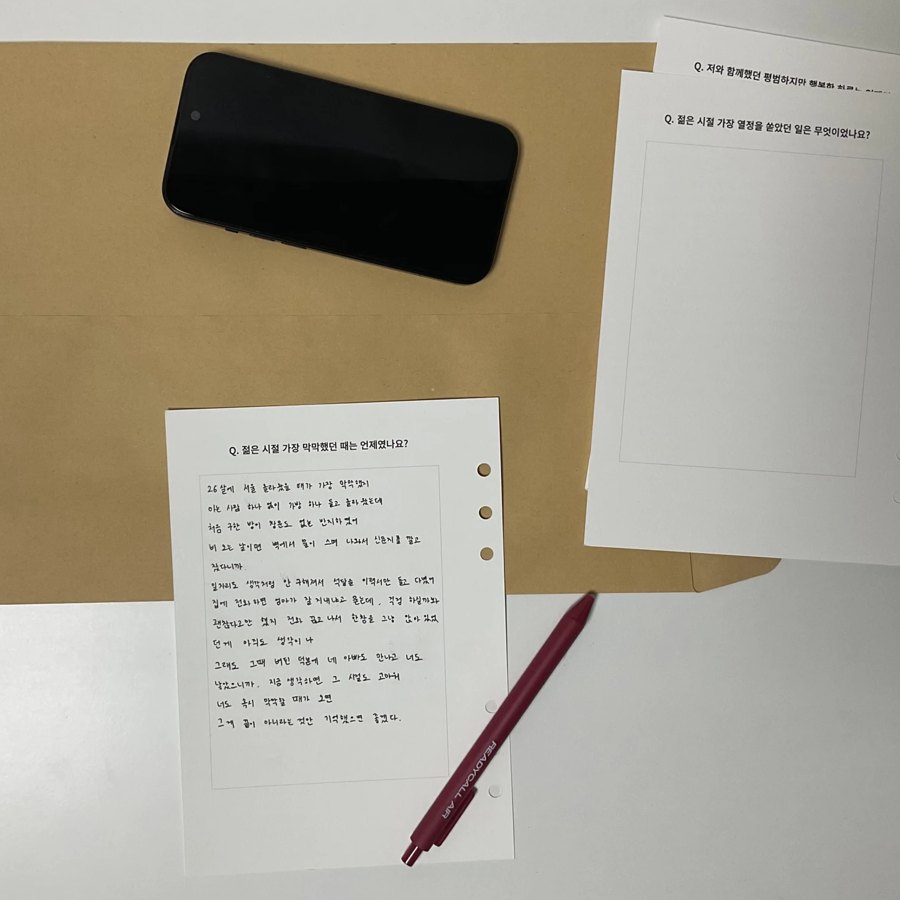 Q. 저와 함께했던 평범하지만 행복한 하루는
Q. 젊은 시절 가장 열정을 쏟았던 일은 무엇이었나요?
Q. 젊은 시절 가장 막막했던 때는 언제였나요?
26살에 서울 올라왔을 때가 가장 막막했지
아는 사람 하나 없이 가방 하나 들고 올라왔는데
처음 구한 방이 창문도 없는 반지하였어
비 오는 날이면 벽에서 물이 스며 나와서 신문지를 깔고
잤다니까
일자리도 생각처럼 안 구해져서 석달을 이력서만 들고 다녔어
집에 전화하면 엄마가 잘 지내냐고 묻는데, 걱정 하실까봐
괜찮다고만 했지 전화 끊고 나서 한참을 그냥 앉아 있었
던 게 아직도 생각이 나
그래도 그때 버틴 덕분에 네 아빠도 만나고 너도
낳았으니까. 지금 생각하면 그 시절도 고마워
너도 혹시 막막할 때가 오면
그게 끝이 아니라는 것만 기억했으면 좋겠다.
READYCALL AIR